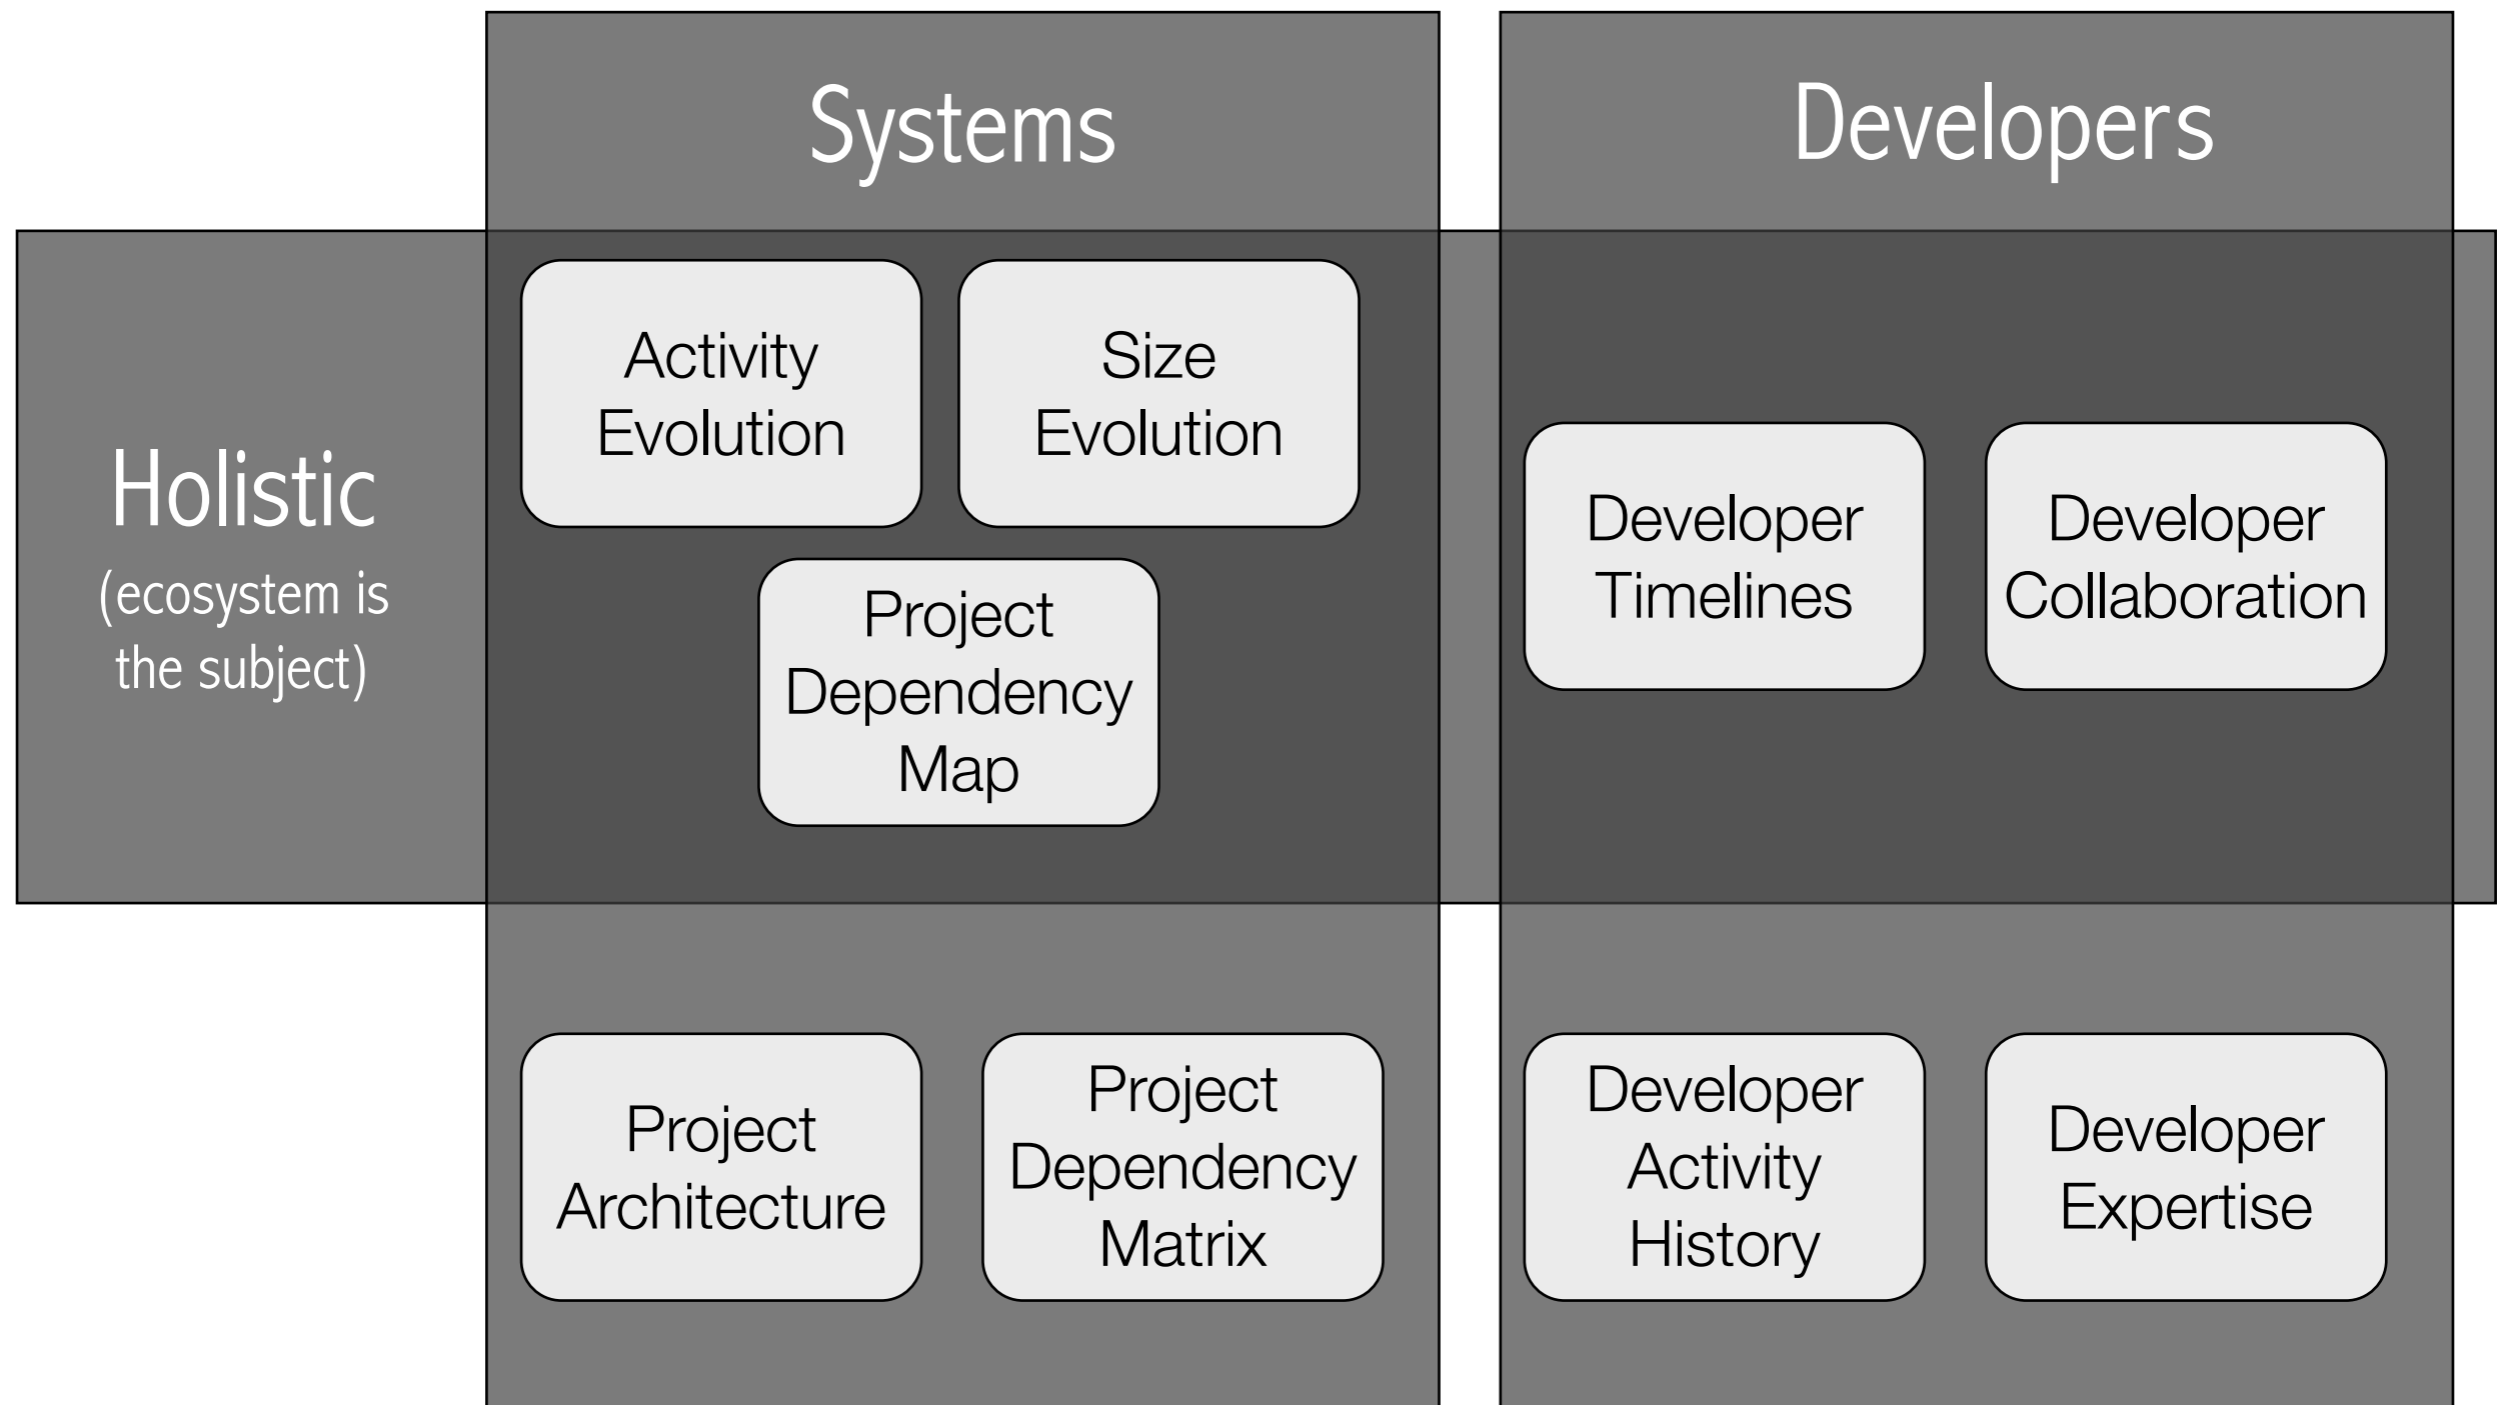 Systems
Developers
Holistic
(ecosystem is
the subject)
Activity
Evolution
Size
Evolution
Project
Dependency
Map
Developer
Timelines
Developer
Collaboration
Project
Architecture
Project
Dependency
Matrix
Developer
Activity
History
Developer
Expertise